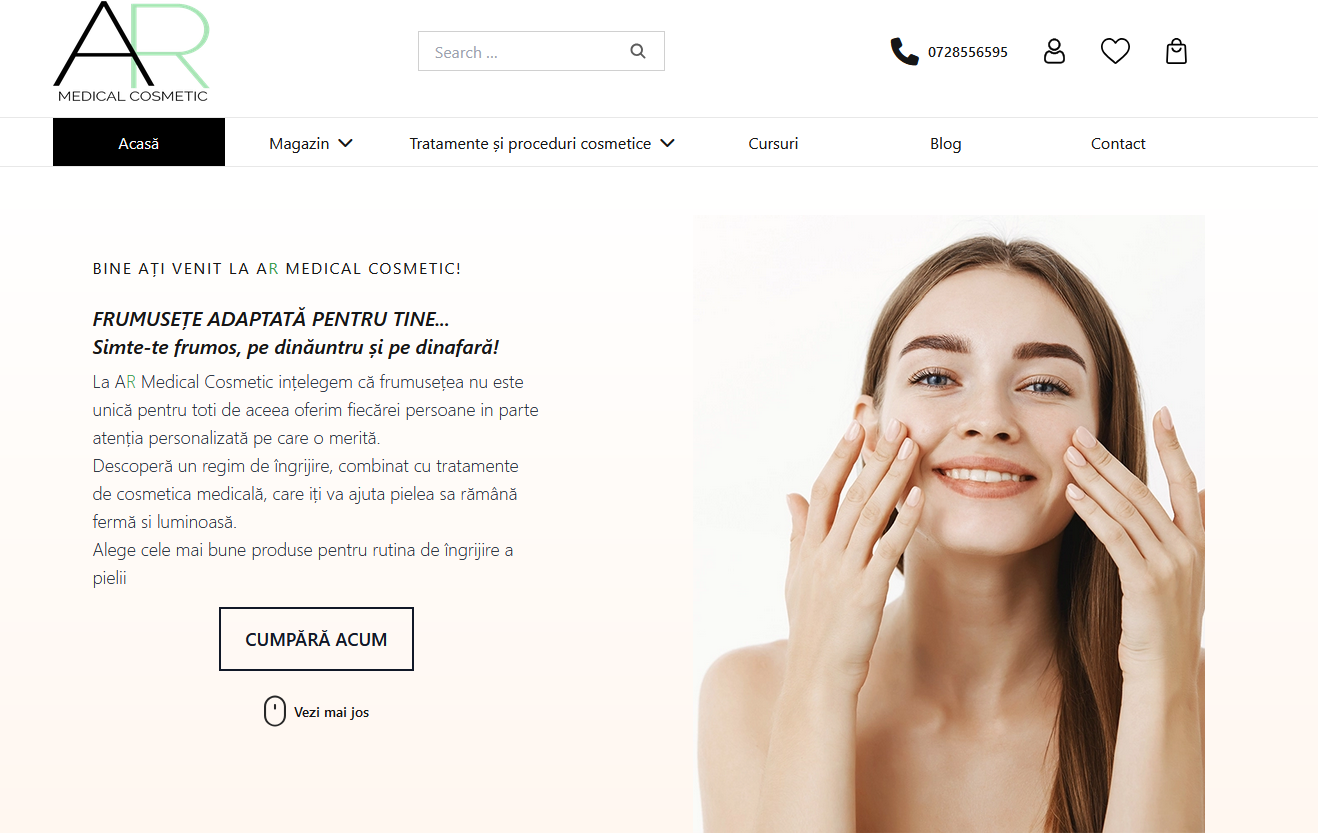 AR
MEDICAL COSMETIC
Search ...
0728556595
Acasă
Magazin
Tratamente și proceduri cosmetice
Cursuri
Blog
Contact
BINE AȚI VENIT LA AR MEDICAL COSMETIC!
FRUMUSEȚE ADAPTATĂ PENTRU TINE...
Simte-te frumos, pe dinăuntru și pe dinafară!
La AR Medical Cosmetic ințelegem că frumusețea nu este
unică pentru toti de aceea oferim fiecărei persoane in parte
atenția personalizată pe care o merită.
Descoperă un regim de îngrijire, combinat cu tratamente
de cosmetica medicală, care iți va ajuta pielea sa rămână
fermă si luminoasă.
Alege cele mai bune produse pentru rutina de îngrijire a
pielii
CUMPĂRĂ ACUM
Vezi mai jos